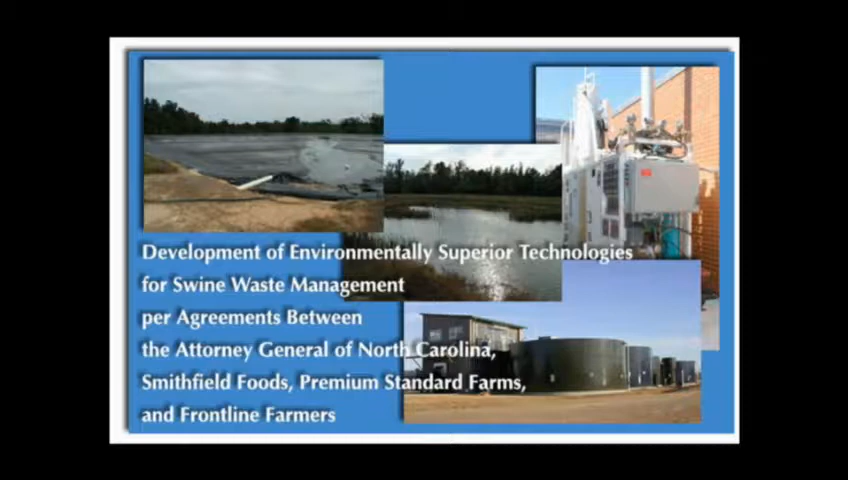 Development of Environmentally Superior Technologies
for Swine Waste Management
per Agreements Between
the Attorney General of North Carolina,
Smithfield Foods, Premium Standard Farms,
and Frontline Farmers